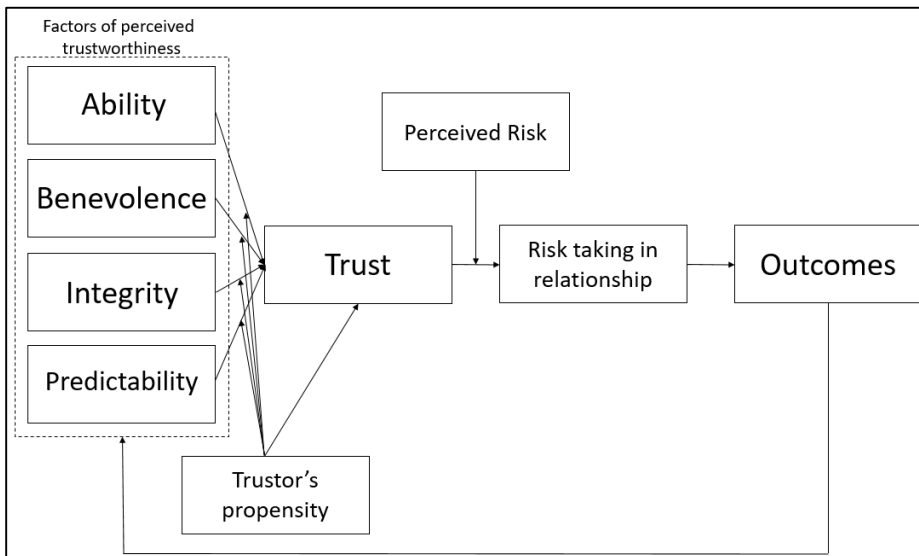 Factors of perceived
trustworthiness
Ability
Benevolence
Integrity
Predictability
Perceived Risk
Trust
Risk taking in
relationship
Outcomes
Trustor’s
propensity